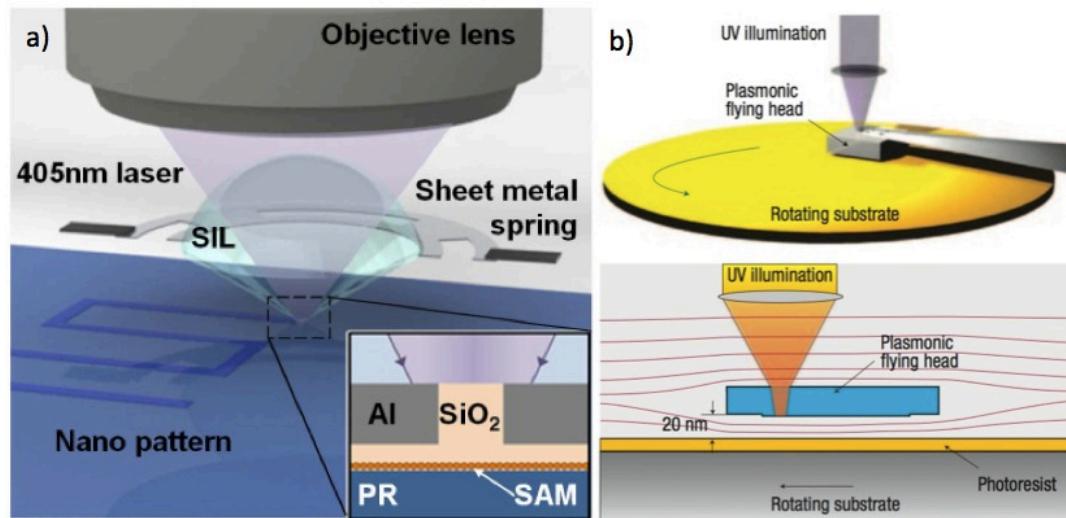 a)
Objective lens
405nm laser
Sheet metal
spring
SIL
Al
SiO₂
Nano pattern
PR
SAM
b)
UV illumination
Plasmonic
flying head
Rotating substrate
UV illumination
Plasmonic
flying head
20 nm
Photoresist
Rotating substrate